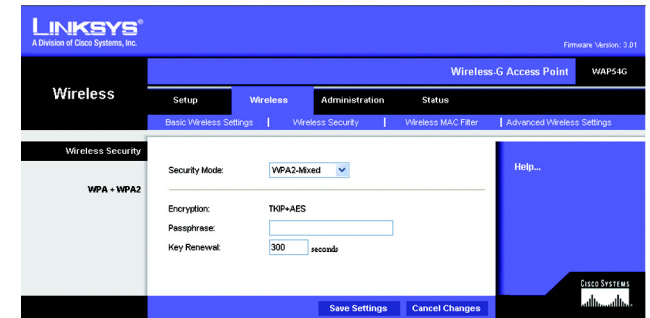 LINKSYS®
A Division of Cisco Systems, Inc.
Firmware Version: 3.01
Wireless-G Access Point WAP54G
Wireless
Setup Wireless Administration Status
Basic Wireless Settings | Wireless Security | Wireless MAC Filter | Advanced Wireless Settings
Wireless Security
Security Mode: WPA2-Mixed
Help...
WPA + WPA2
Encryption: TKIP+AES
Passphrase:
Key Renewal: 300 seconds
CISCO SYSTEMS
Save Settings Cancel Changes